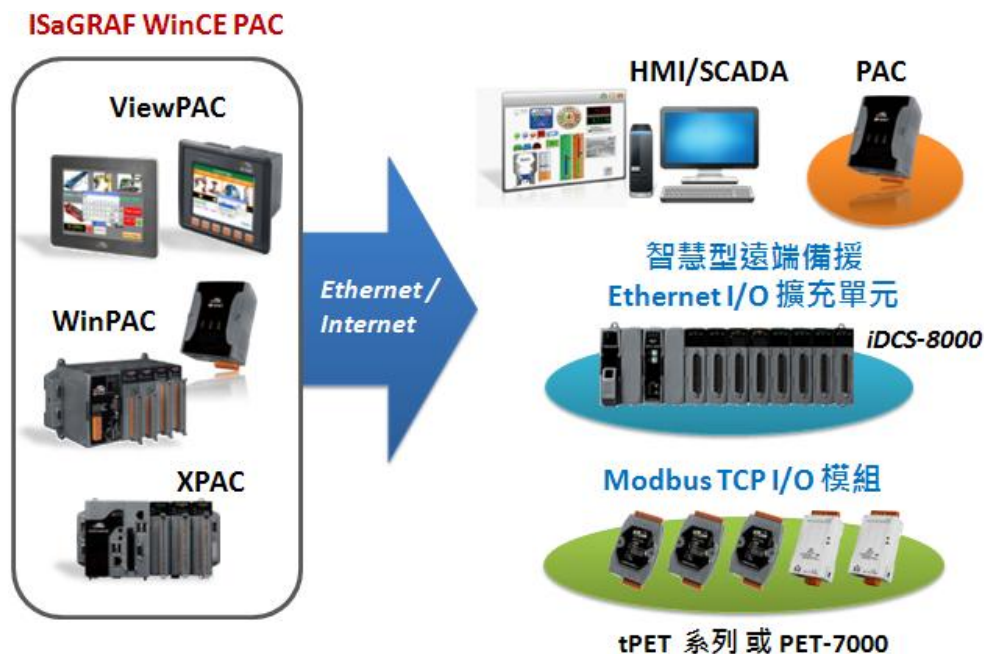 ISaGRAF WinCE PAC
ViewPAC
WinPAC
XPAC
Ethernet /
Internet
HMI/SCADA
PAC
智慧型遠端備援
Ethernet I/O 擴充單元
iDCS-8000
Modbus TCP I/O 模組
tPET 系列 或 PET-7000